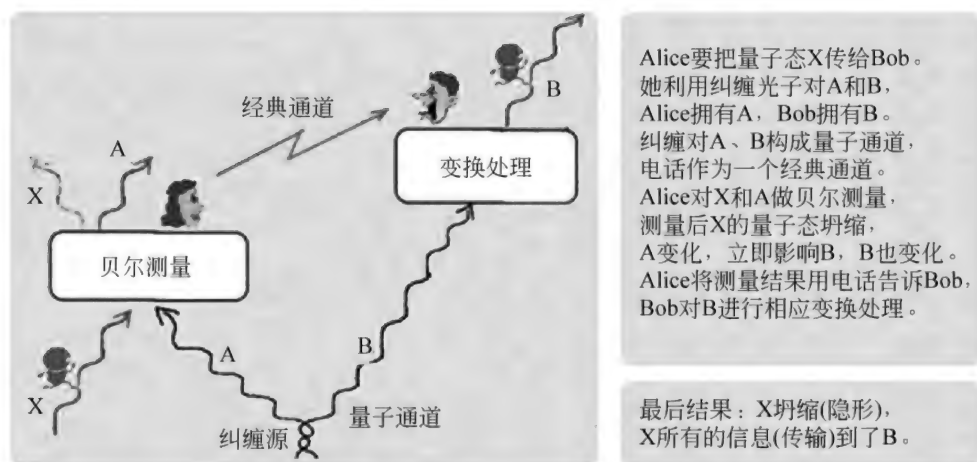 经典通道
B
A
X
变换处理
贝尔测量
A
B
X
纠缠源
量子通道
Alice要把量子态X传给Bob。
她利用纠缠光子对A和B,
Alice拥有A，Bob拥有B。
纠缠对A、B构成量子通道,
电话作为一个经典通道。
Alice对X和A做贝尔测量,
测量后X的量子态坍缩,
A变化，立即影响B，B也变化。
Alice将测量结果用电话告诉Bob,
Bob对B进行相应变换处理。
最后结果：X坍缩(隐形),
X所有的信息(传输)到了B。